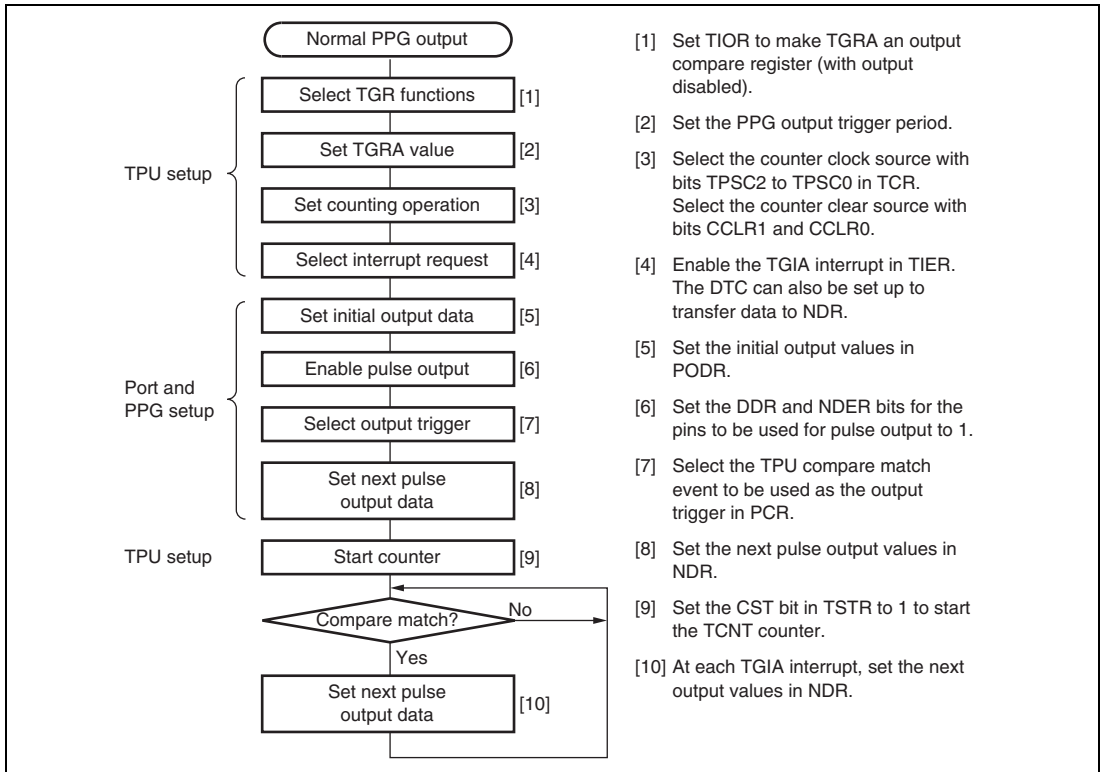 Normal PPG output
Select TGR functions [1]
Set TGRA value [2]
TPU setup
Set counting operation [3]
Select interrupt request [4]
Set initial output data [5]
Enable pulse output [6]
Port and
PPG setup
Select output trigger [7]
Set next pulse
output data
[8]
TPU setup
Start counter [9]
Compare match?
No
Yes
Set next pulse
output data
[10]
[1] Set TIOR to make TGRA an output
compare register (with output
disabled).
[2] Set the PPG output trigger period.
[3] Select the counter clock source with
bits TPSC2 to TPSC0 in TCR.
Select the counter clear source with
bits CCLR1 and CCLR0.
[4] Enable the TGIA interrupt in TIER.
The DTC can also be set up to
transfer data to NDR.
[5] Set the initial output values in
PODR.
[6] Set the DDR and NDER bits for the
pins to be used for pulse output to 1.
[7] Select the TPU compare match
event to be used as the output
trigger in PCR.
[8] Set the next pulse output values in
NDR.
[9] Set the CST bit in TSTR to 1 to start
the TCNT counter.
[10] At each TGIA interrupt, set the next
output values in NDR.